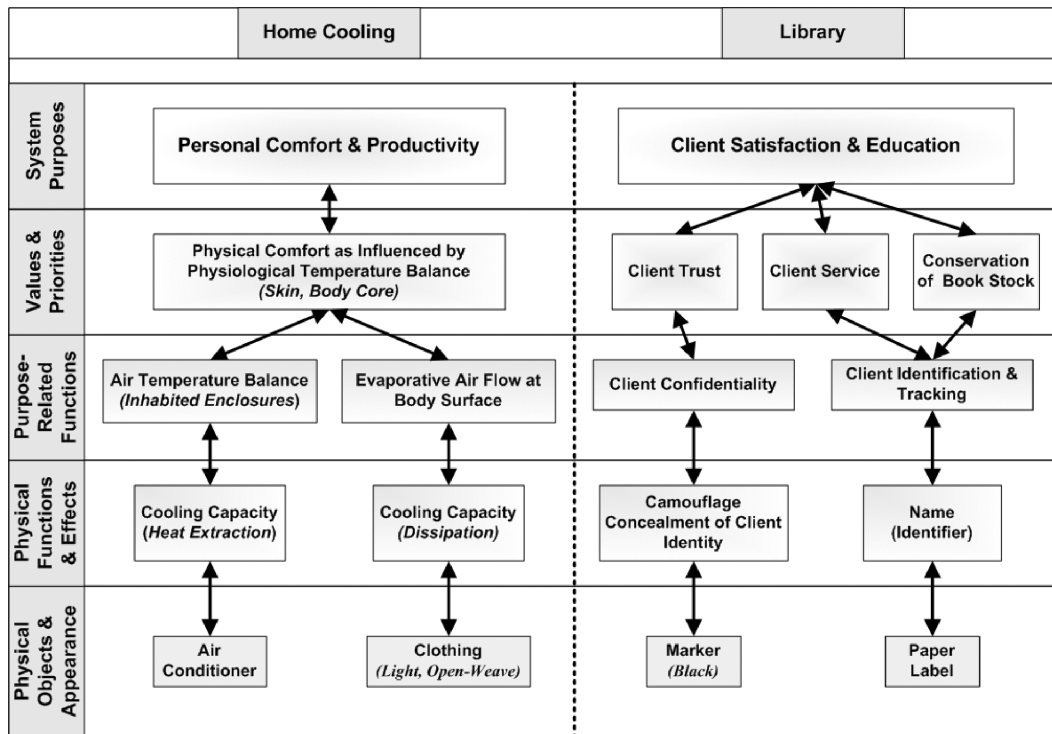 Home Cooling
Library
System
Purposes
Personal Comfort & Productivity
Client Satisfaction & Education
Values &
Priorities
Physical Comfort as Influenced by
Physiological Temperature Balance
(Skin, Body Core)
Client Trust
Client Service
Conservation
of Book Stock
Purpose-
Related
Functions
Air Temperature Balance
(Inhabited Enclosures)
Evaporative Air Flow at
Body Surface
Client Confidentiality
Client Identification &
Tracking
Physical
Functions
& Effects
Cooling Capacity
(Heat Extraction)
Cooling Capacity
(Dissipation)
Camouflage
Concealment of Client
Identity
Name
(Identifier)
Physical
Objects &
Appearance
Air
Conditioner
Clothing
(Light, Open-Weave)
Marker
(Black)
Paper
Label